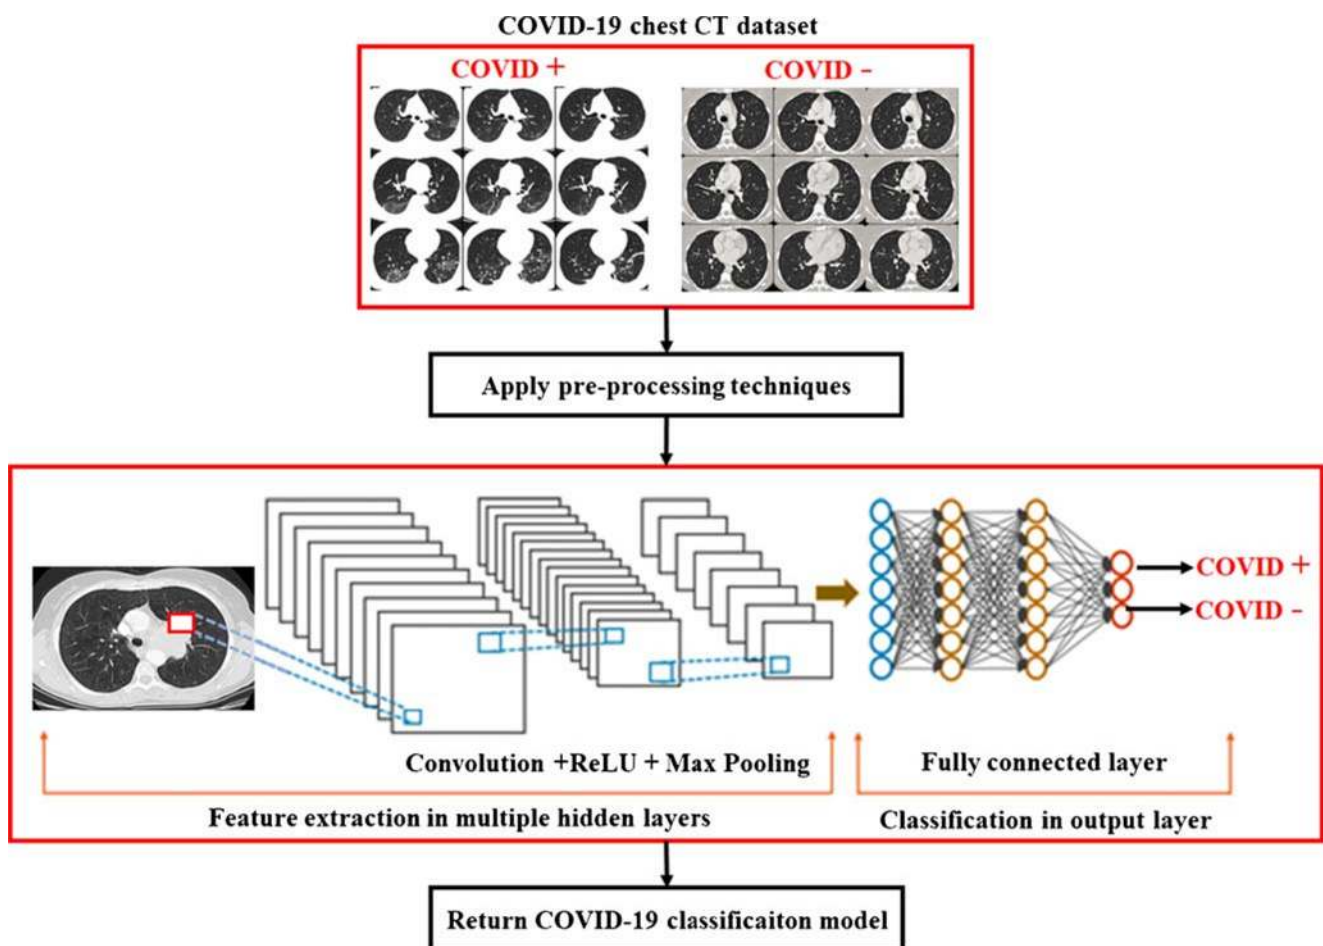 COVID-19 chest CT dataset
COVID +
COVID -
Apply pre-processing techniques
COVID +
COVID -
Convolution +ReLU + Max Pooling
Fully connected layer
Feature extraction in multiple hidden layers
Classification in output layer
Return COVID-19 classificaiton model